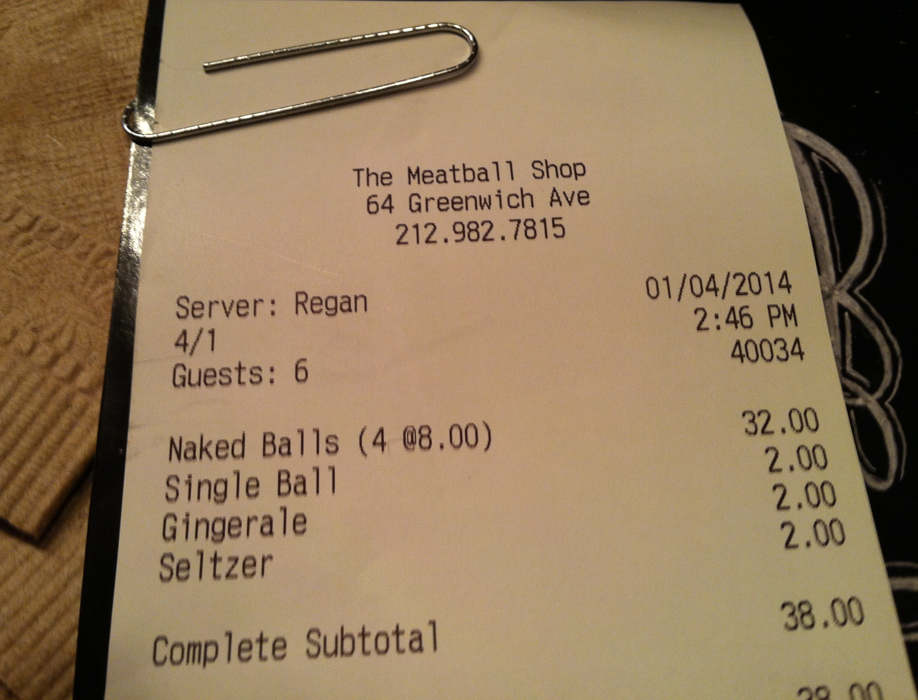 The Meatball Shop
64 Greenwich Ave
212.982.7815
Server: Regan 01/04/2014
4/1 2:46 PM
Guests: 6 40034
Naked Balls (4 @8.00) 32.00
Single Ball 2.00
Gingerale 2.00
Seltzer 2.00
Complete Subtotal 38.00